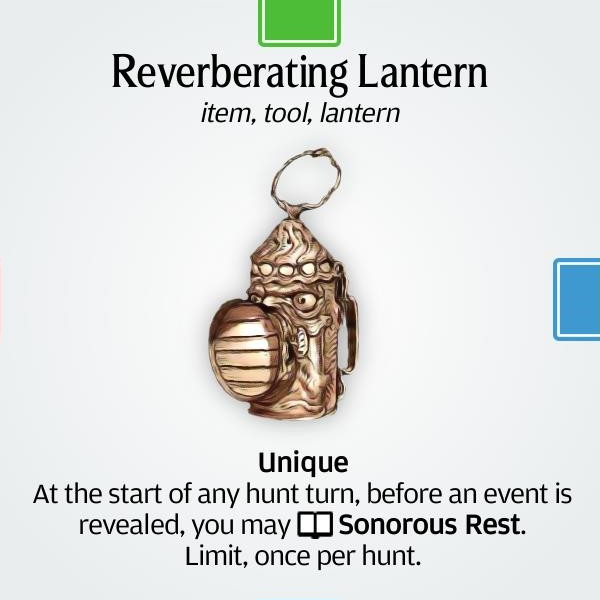 Reverberating Lantern
item, tool, lantern
Unique
At the start of any hunt turn, before an event is
revealed, you may Sonorous Rest.
Limit, once per hunt.